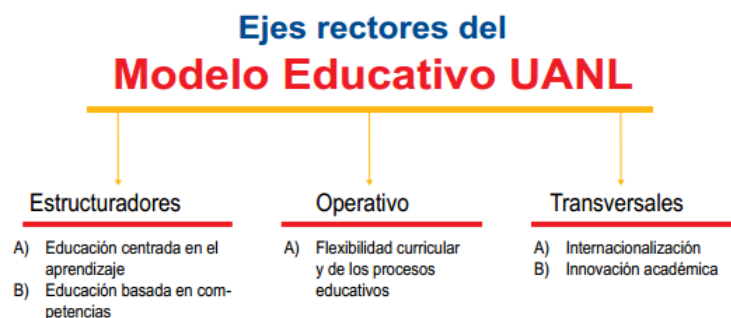 Ejes rectores del
Modelo Educativo UANL
Estructuradores
A) Educación centrada en el
aprendizaje
B) Educación basada en com-
petencias
Operativo
A) Flexibilidad curricular
y de los procesos
educativos
Transversales
A) Internacionalización
B) Innovación académica